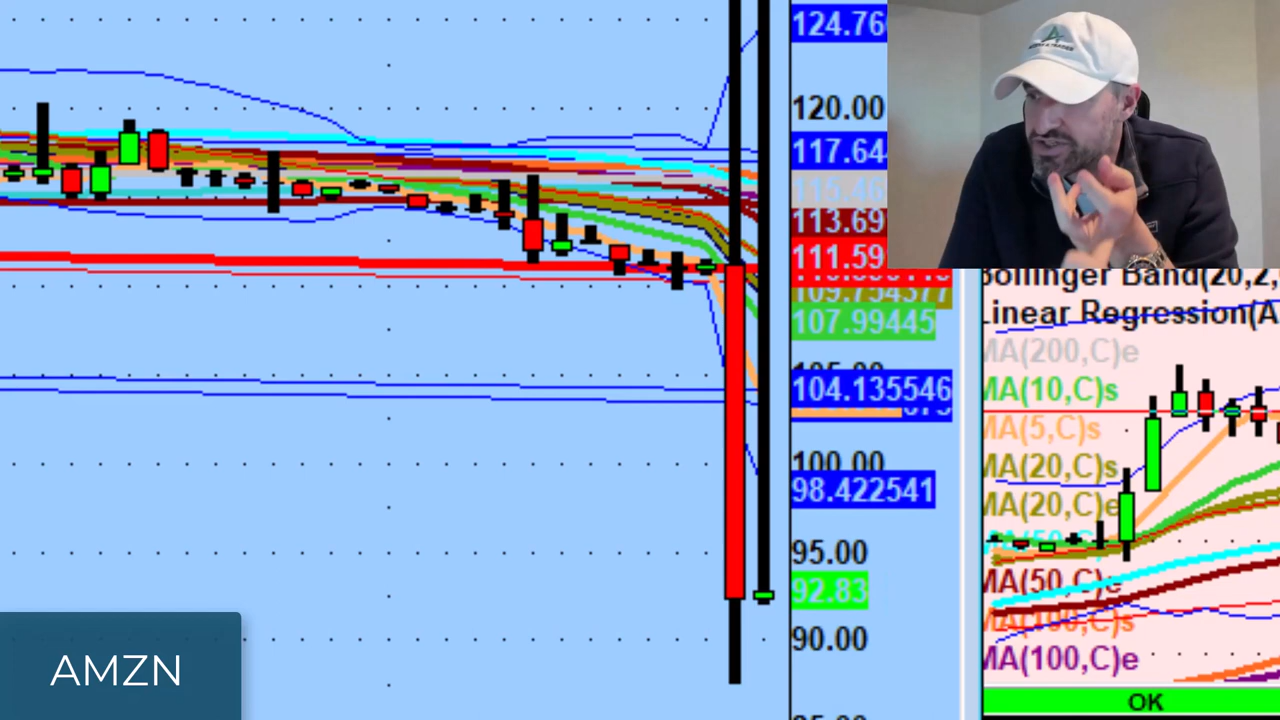 124.76
120.00
117.64
115.46
113.69
111.59
109.754377
107.99445
104.135546
100.00
98.422541
95.00
92.83
90.00
Bollinger Band(20,2,
Linear Regression(A
MA(200,C)e
MA(10,C)s
MA(5,C)s
MA(20,C)s
MA(20,C)e
MA(50,C)e
MA(100,C)s
MA(100,C)e
OK
AMZN